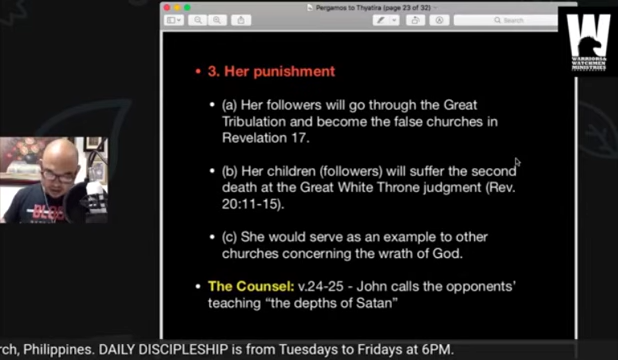 Pergamos to Thyatira (page 23 of 32)
Search
W
WARRIORS &
WATCHMEN
MINISTRIES
• 3. Her punishment
• (a) Her followers will go through the Great
Tribulation and become the false churches in
Revelation 17.
• (b) Her children (followers) will suffer the second
death at the Great White Throne judgment (Rev.
20:11-15).
• (c) She would serve as an example to other
churches concerning the wrath of God.
• The Counsel: v.24-25 - John calls the opponents'
teaching "the depths of Satan"
rch, Philippines. DAILY DISCIPLESHIP is from Tuesdays to Fridays at 6PM.